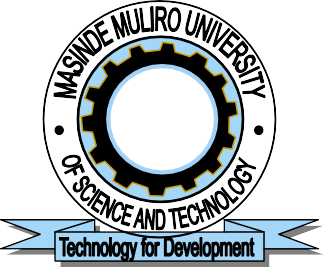 MASINDE MULIRO UNIVERSITY
OF SCIENCE AND TECHNOLOGY
Technology for Development